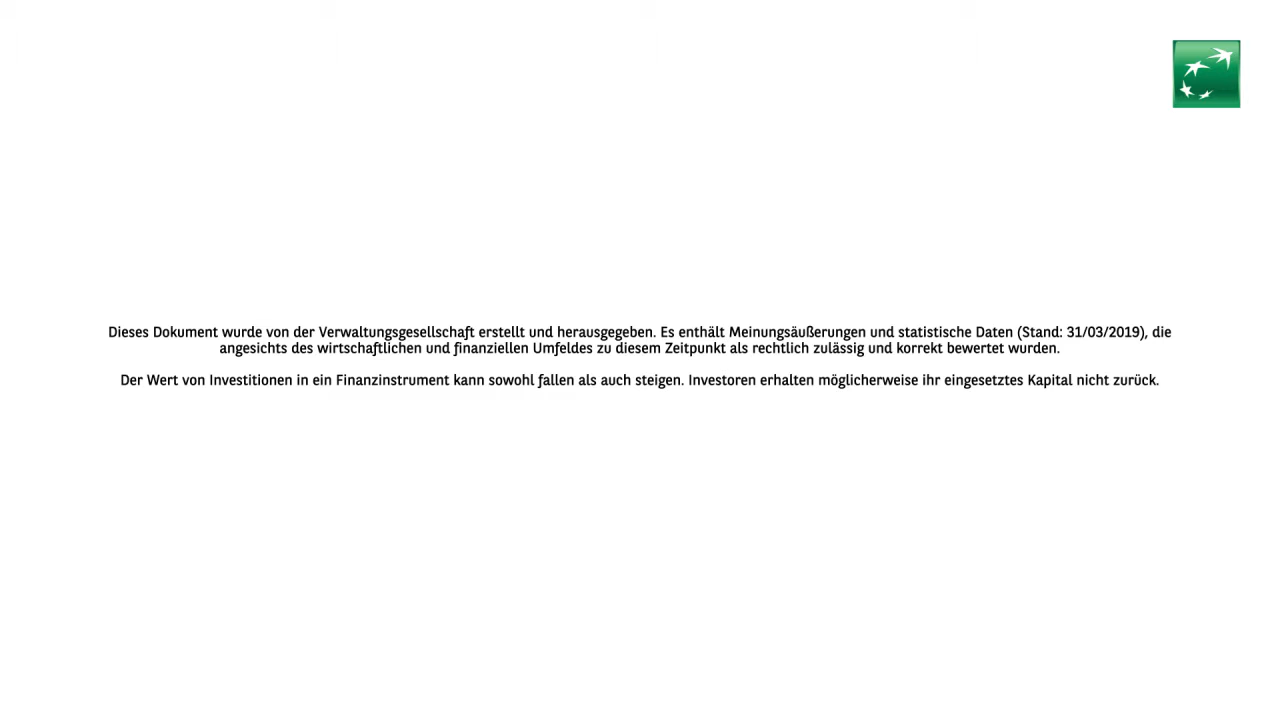 Dieses Dokument wurde von der Verwaltungsgesellschaft erstellt und herausgegeben. Es enthält Meinungsäußerungen und statistische Daten (Stand: 31/03/2019), die
angesichts des wirtschaftlichen und finanziellen Umfeldes zu diesem Zeitpunkt als rechtlich zulässig und korrekt bewertet wurden.
Der Wert von Investitionen in ein Finanzinstrument kann sowohl fallen als auch steigen. Investoren erhalten möglicherweise ihr eingesetztes Kapital nicht zurück.